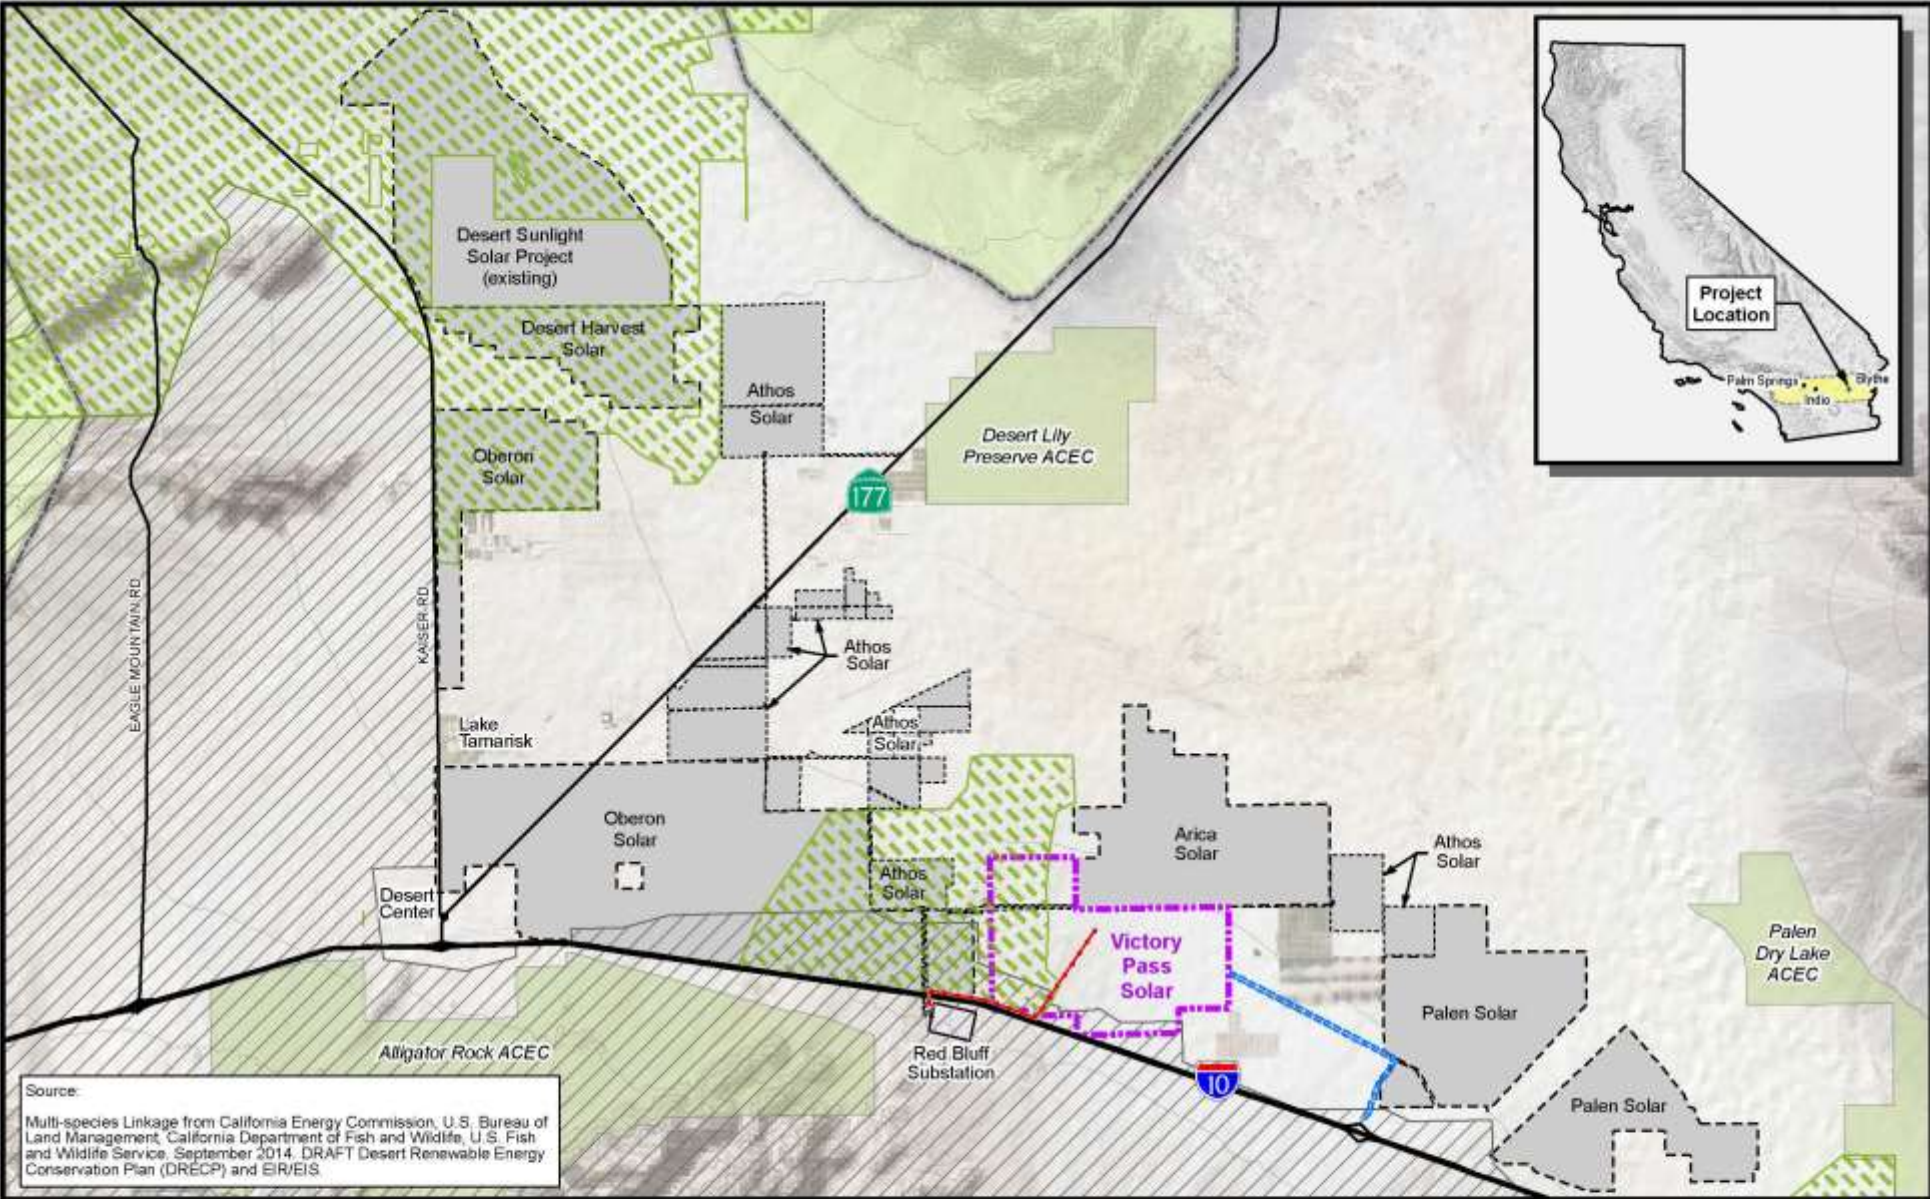 Desert Sunlight
Solar Project
(existing)
Desert Harvest
Solar
Athos
Solar
Oberon
Solar
Desert Lily
Preserve ACEC
177
EAGLE MOUNTAIN RD
KAISER RD
Athos
Solar
Lake
Tamarisk
Athos
Solar
Oberon
Solar
Arica
Solar
Athos
Solar
Athos
Solar
Desert
Center
Victory
Pass
Solar
Palen
Dry Lake
ACEC
Palen Solar
Alligator Rock ACEC
Red Bluff
Substation
10
Palen Solar
Project
Location
Palm Springs
Blythe
Indio
Source:
Multi-species Linkage from California Energy Commission, U.S. Bureau of
Land Management, California Department of Fish and Wildlife, U.S. Fish
and Wildlife Service. September 2014. DRAFT Desert Renewable Energy
Conservation Plan (DRECP) and EIR/EIS.